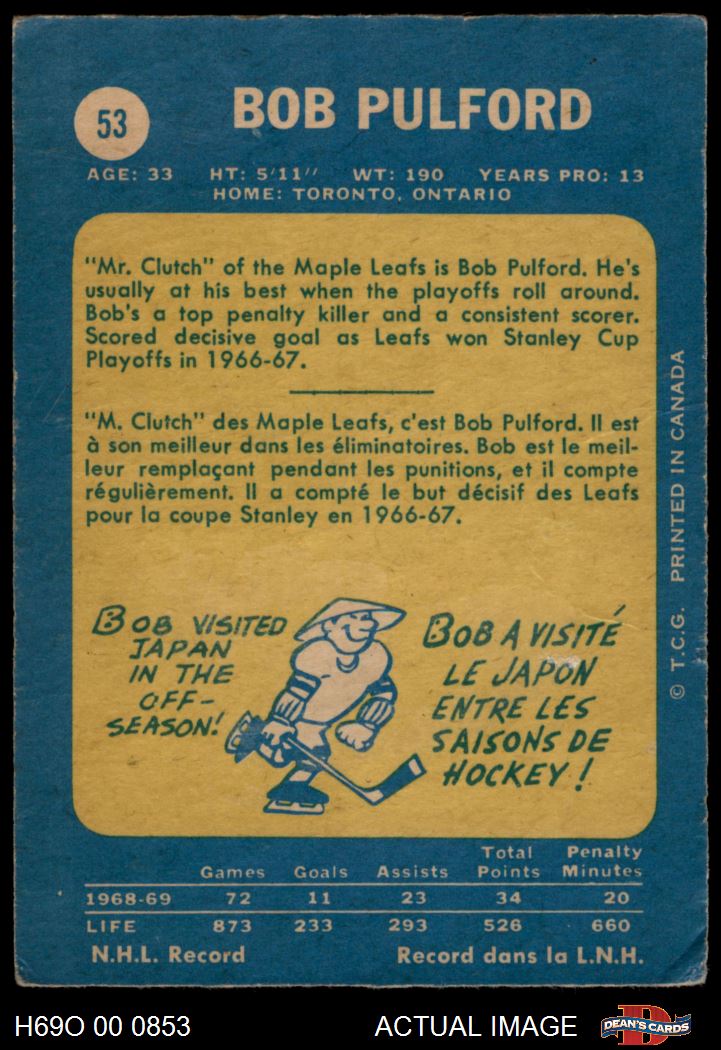 53
BOB PULFORD
AGE: 33 HT: 5'11'' WT: 190 YEARS PRO: 13
HOME: TORONTO, ONTARIO
"Mr. Clutch" of the Maple Leafs is Bob Pulford. He's
usually at his best when the playoffs roll around.
Bob's a top penalty killer and a consistent scorer.
Scored decisive goal as Leafs won Stanley Cup
Playoffs in 1966-67.
"M. Clutch" des Maple Leafs, c'est Bob Pulford. Il est
à son meilleur dans les éliminatoires. Bob est le meil-
leur remplaçant pendant les punitions, et il compte
régulièrement. Il a compté le but décisif des Leafs
pour la coupe Stanley en 1966-67.
BOB VISITED
JAPAN
IN THE
OFF-
SEASON!
BOB A VISITÉ
LE JAPON
ENTRE LES
SAISONS DE
HOCKEY!
© T.C.G. PRINTED IN CANADA
Games Goals Assists Total Points Penalty Minutes
1968-69 72 11 23 34 20
LIFE 873 233 293 526 660
N.H.L. Record Record dans la L.N.H.
H69O 00 0853 ACTUAL IMAGE
D
DEAN'S CARDS